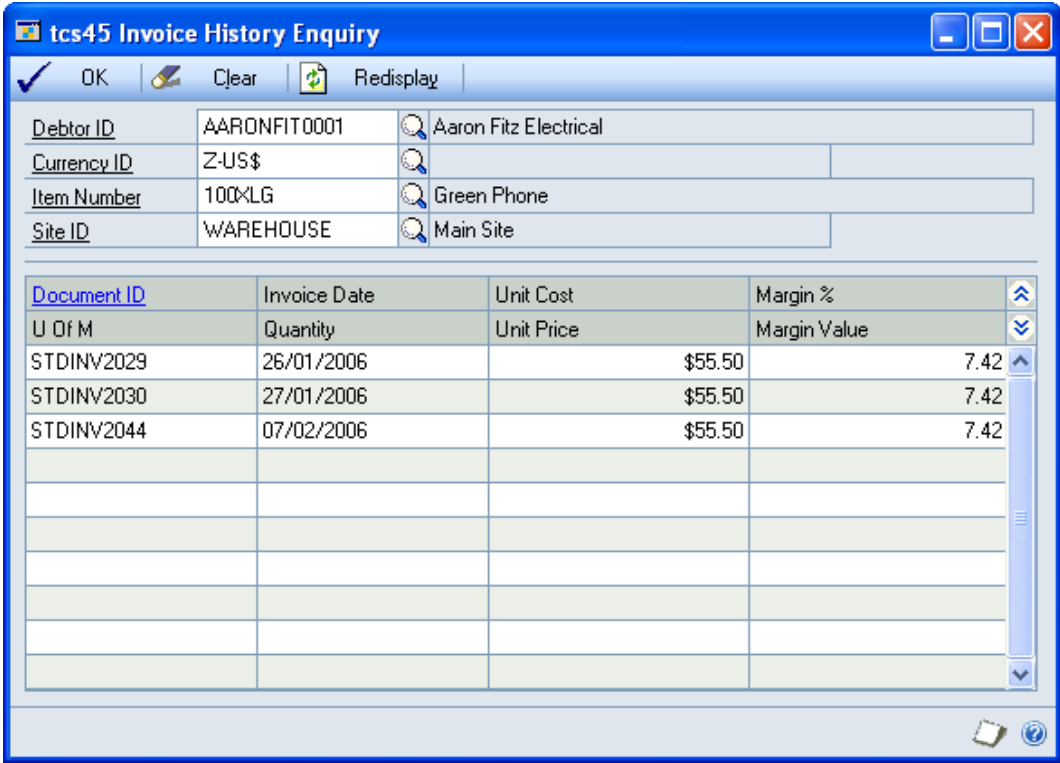 tcs45 Invoice History Enquiry
OK Clear Redisplay
Debtor ID AARONFIT0001 Aaron Fitz Electrical
Currency ID Z-US$
Item Number 100XLG Green Phone
Site ID WAREHOUSE Main Site
Document ID Invoice Date Unit Cost Margin %
U Of M Quantity Unit Price Margin Value
STDINV2029 26/01/2006 $55.50 7.42
STDINV2030 27/01/2006 $55.50 7.42
STDINV2044 07/02/2006 $55.50 7.42